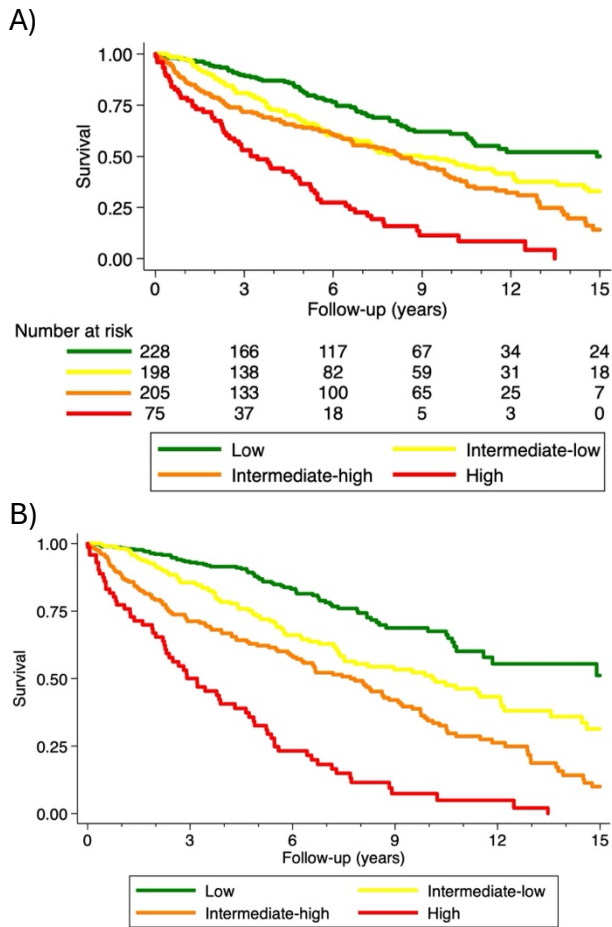 A)
1.00
0.75
0.50
0.25
0.00
Survival
0 3 6 9 12 15
Follow-up (years)
Number at risk
228 166 117 67 34 24
198 138 82 59 31 18
205 133 100 65 25 7
75 37 18 5 3 0
Low Intermediate-low
Intermediate-high High
B)
1.00
0.75
0.50
0.25
0.00
Survival
0 3 6 9 12 15
Follow-up (years)
Low Intermediate-low
Intermediate-high High